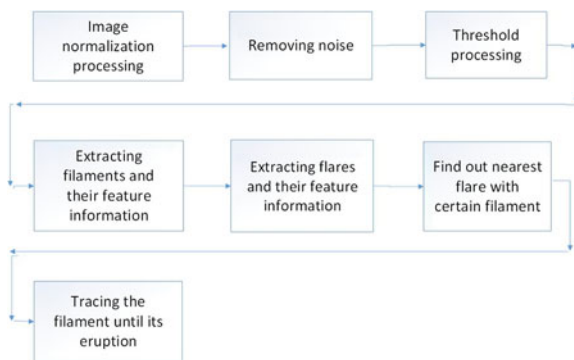 Image
normalization
processing
Removing noise
Threshold
processing
Extracting
filaments and
their feature
information
Extracting flares
and their feature
information
Find out nearest
flare with
certain filament
Tracing the
filament until its
eruption